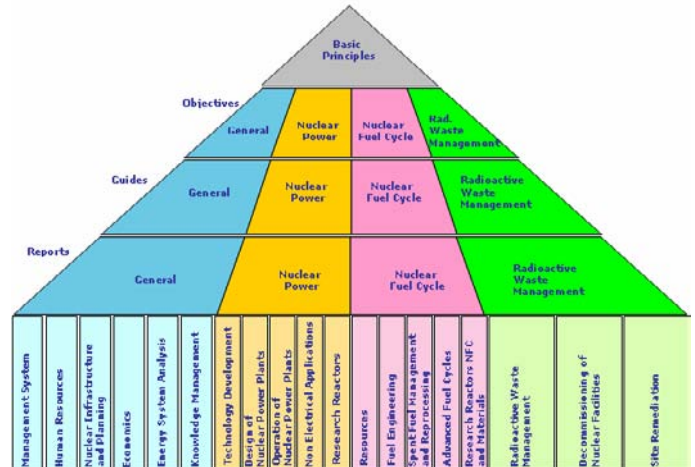 Basic
Principles
Objectives
General
Nuclear
Power
Nuclear
Fuel Cycle
Rad.
Waste
Management
Guides
General
Nuclear
Power
Nuclear
Fuel Cycle
Radioactive
Waste
Management
Reports
General
Nuclear
Power
Nuclear
Fuel Cycle
Radioactive
Waste
Management
Management System
Human Resources
Nuclear Infrastructure
and Planning
Economics
Energy System Analysis
Knowledge Management
Technology Development
Design of
Nuclear Power Plants
Operation of
Nuclear Power Plants
Non Electrical Applications
Research Reactors
Resources
Fuel Engineering
Spent Fuel Management
and Reprocessing
Advanced Fuel Cycles
Research Reactors NFC
and Materials
Radioactive Waste
Management
Decommissioning of
Nuclear Facilities
Site Remediation